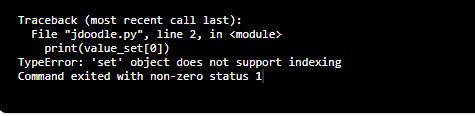 Traceback (most recent call last):
  File "jdoodle.py", line 2, in <module>
    print(value_set[0])
TypeError: 'set' object does not support indexing
Command exited with non-zero status 1